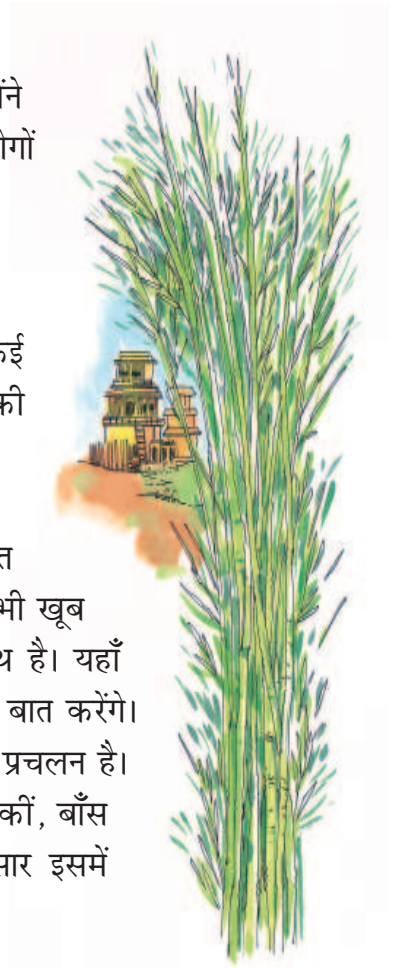 ंने
ोगों
कई
की
त
भी खूब
थ है। यहाँ
बात करेंगे।
प्रचलन है।
कीं, बाँस
सार इसमें